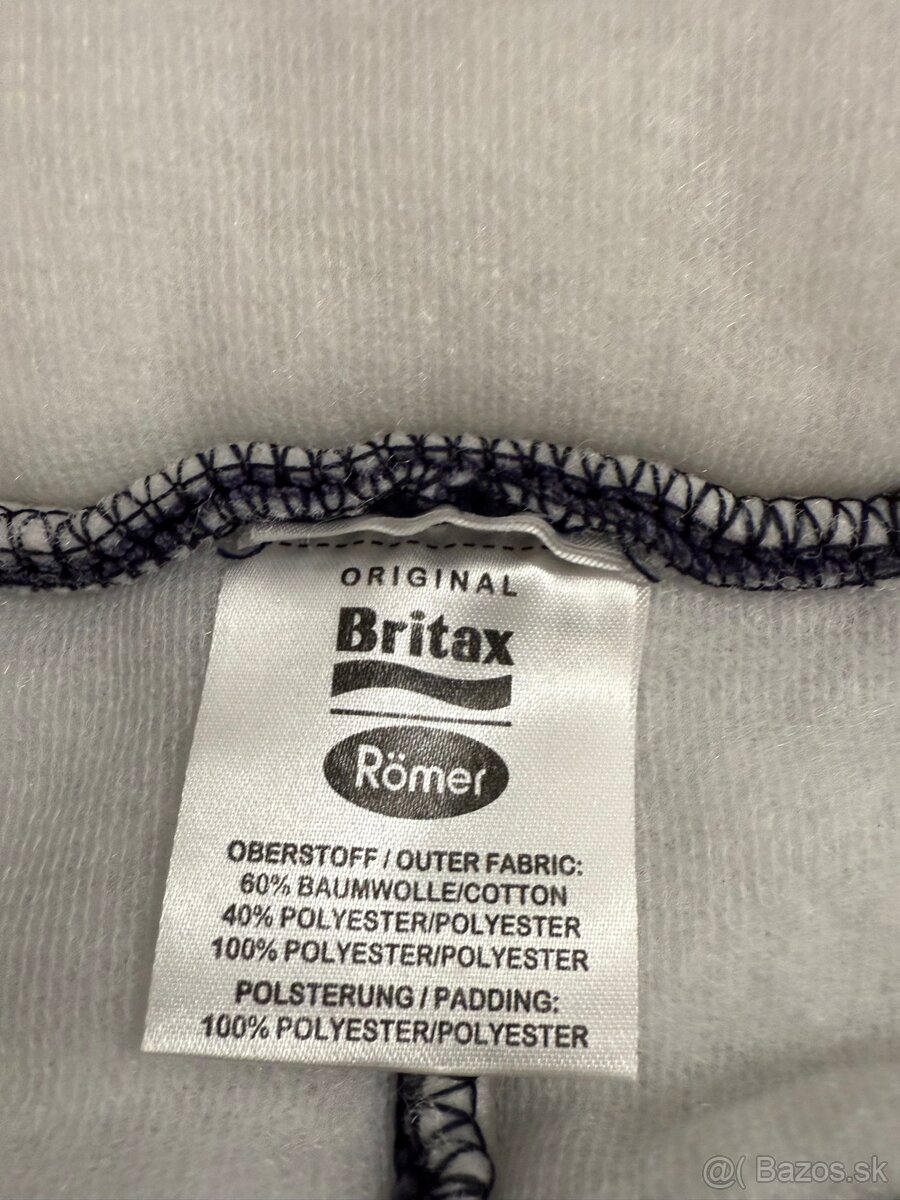 ORIGINAL
Britax
Römer
OBERSTOFF / OUTER FABRIC:
60% BAUMWOLLE/COTTON
40% POLYESTER/POLYESTER
100% POLYESTER/POLYESTER
POLSTERUNG / PADDING:
100% POLYESTER/POLYESTER
@( Bazos.sk